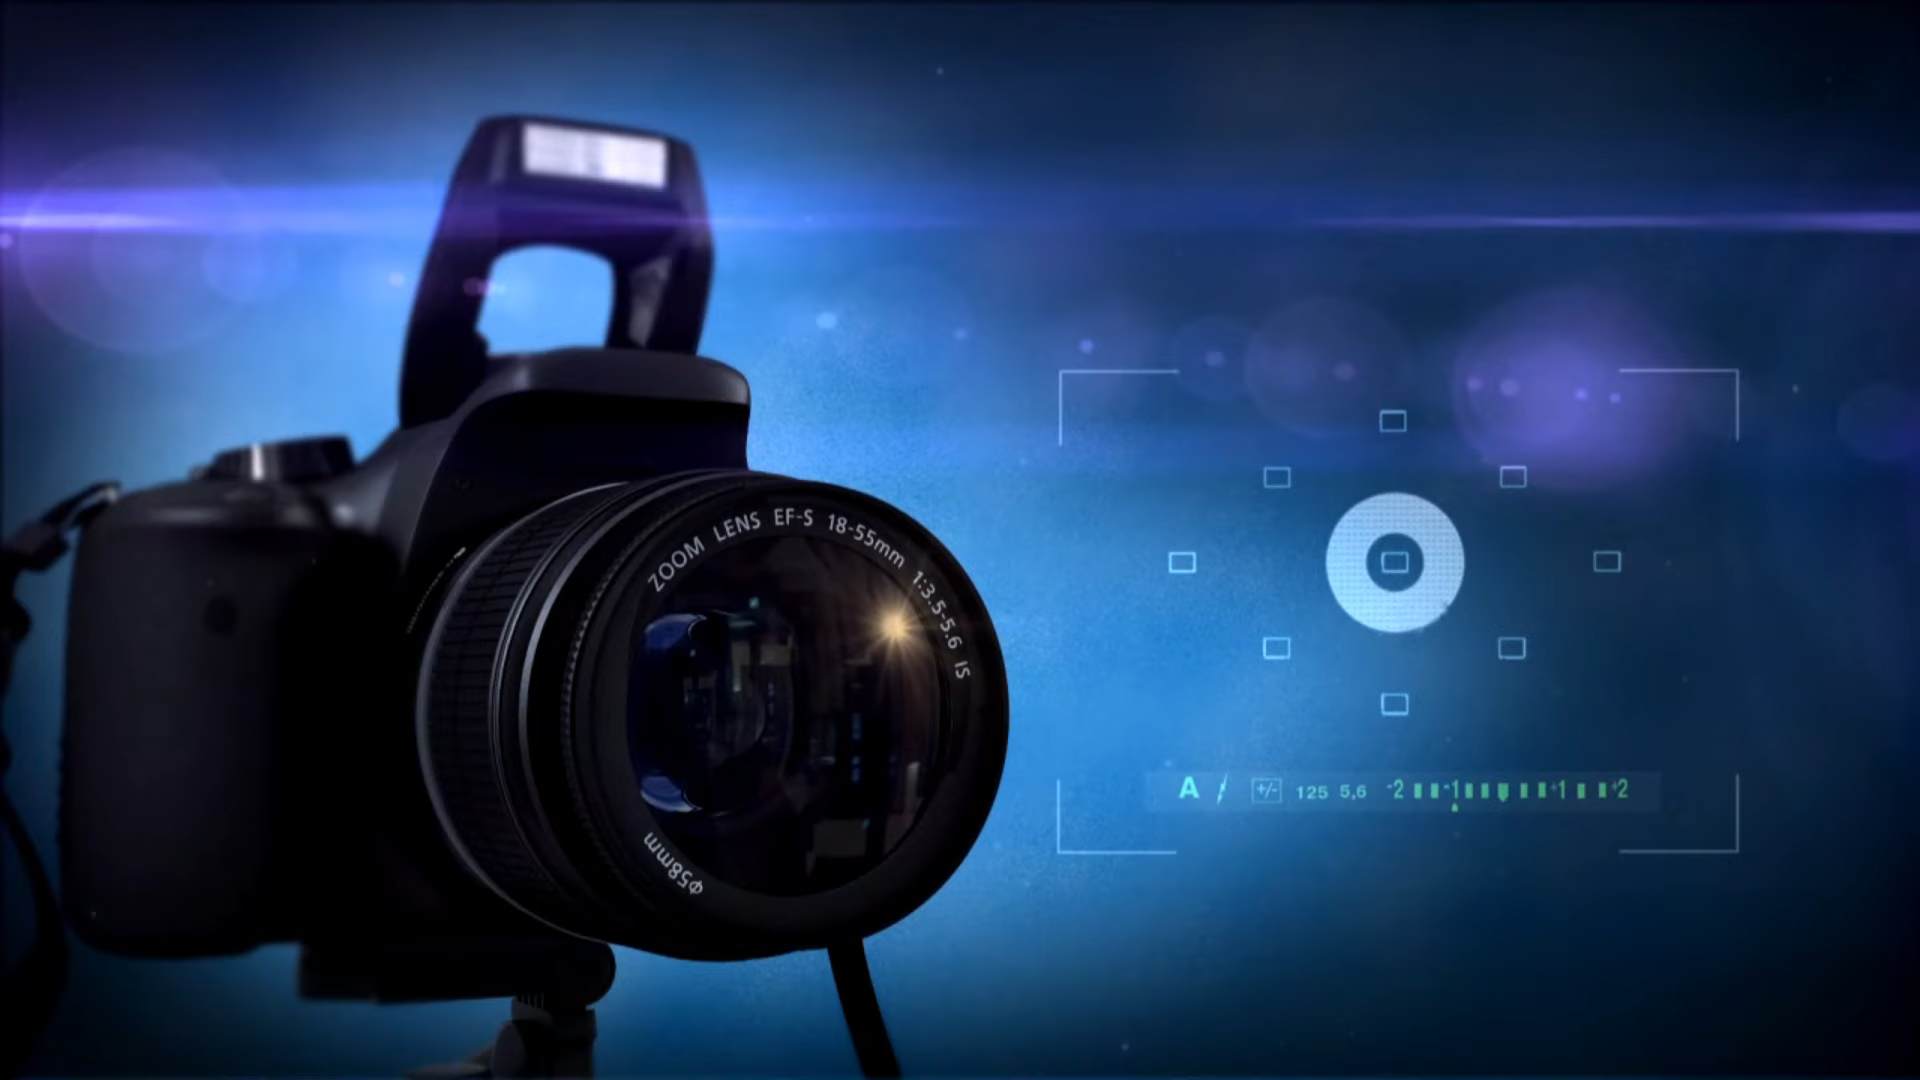 ZOOM LENS EF-S 18-55mm 1:3.5-5.6 IS
φ58mm
A +/- 125 5,6 -2 -1 +1 +2